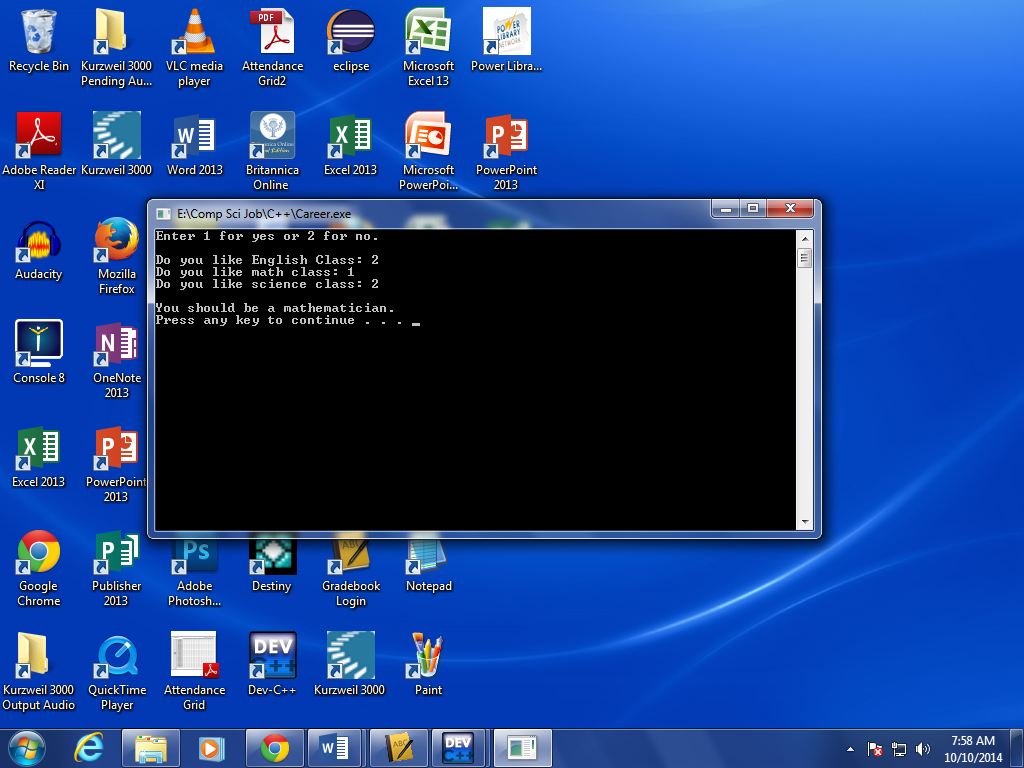 Recycle Bin
Kurzweil 3000
Pending Au...
VLC media
player
PDF
Attendance
Grid2
eclipse
Microsoft
Excel 13
POWER
LIBRARY
NETWORK
Power Libra...
Adobe Reader
XI
Kurzweil 3000
Word 2013
Britannica
Online
Excel 2013
Microsoft
PowerPoi...
PowerPoint
2013
Audacity
Mozilla
Firefox
E:\Comp Sci Job\C++\Career.exe
Enter 1 for yes or 2 for no.
Do you like English Class: 2
Do you like math class: 1
Do you like science class: 2
You should be a mathematician.
Press any key to continue . . . _
Console 8
OneNote
2013
Excel 2013
PowerPoint
2013
Google
Chrome
Publisher
2013
Ps
Adobe
Photosh...
Destiny
ABC
Gradebook
Login
Notepad
Kurzweil 3000
Output Audio
QuickTime
Player
Attendance
Grid
DEV
C++
Dev-C++
Kurzweil 3000
Paint
ABC
DEV
C++
7:58 AM
10/10/2014